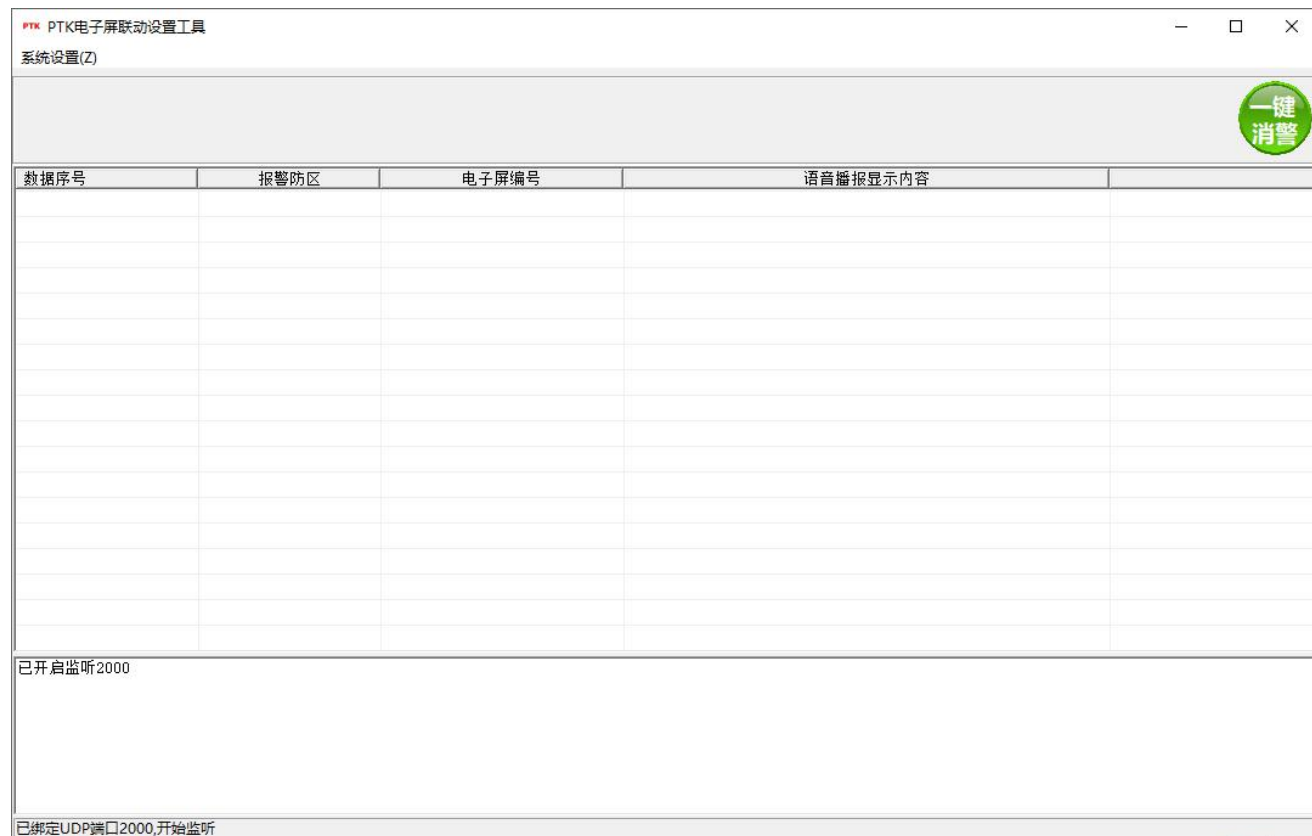 PTK PTK电子屏联动设置工具
系统设置(Z)
一键
消警
数据序号 报警防区 电子屏编号 语音播报显示内容
已开启监听2000
已绑定UDP端口2000,开始监听